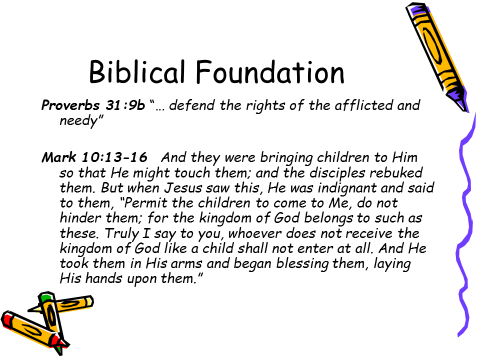 Biblical Foundation
Proverbs 31:9b “… defend the rights of the afflicted and
needy”
Mark 10:13-16 And they were bringing children to Him
so that He might touch them; and the disciples rebuked
them. But when Jesus saw this, He was indignant and said
to them, “Permit the children to come to Me, do not
hinder them; for the kingdom of God belongs to such as
these. Truly I say to you, whoever does not receive the
kingdom of God like a child shall not enter at all. And He
took them in His arms and began blessing them, laying
His hands upon them.”